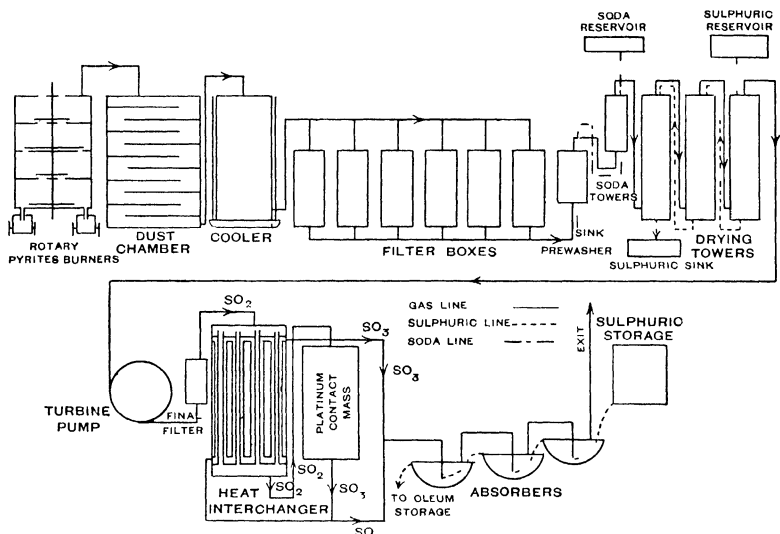 SODA
RESERVOIR
SULPHURIC
RESERVOIR
ROTARY
PYRITES BURNERS
DUST
CHAMBER
COOLER
FILTER BOXES
SINK
PREWASHER
SODA
TOWERS
SULPHURIC SINK
DRYING
TOWERS
SO2
GAS LINE
SULPHURIC LINE
SODA LINE
EXIT
SULPHURIC
STORAGE
SO3
SO3
TURBINE
PUMP
FINAL
FILTER
PLATINUM
CONTACT
MASS
SO2
SO2
SO3
HEAT
INTERCHANGER
SO
TO OLEUM
STORAGE
ABSORBERS